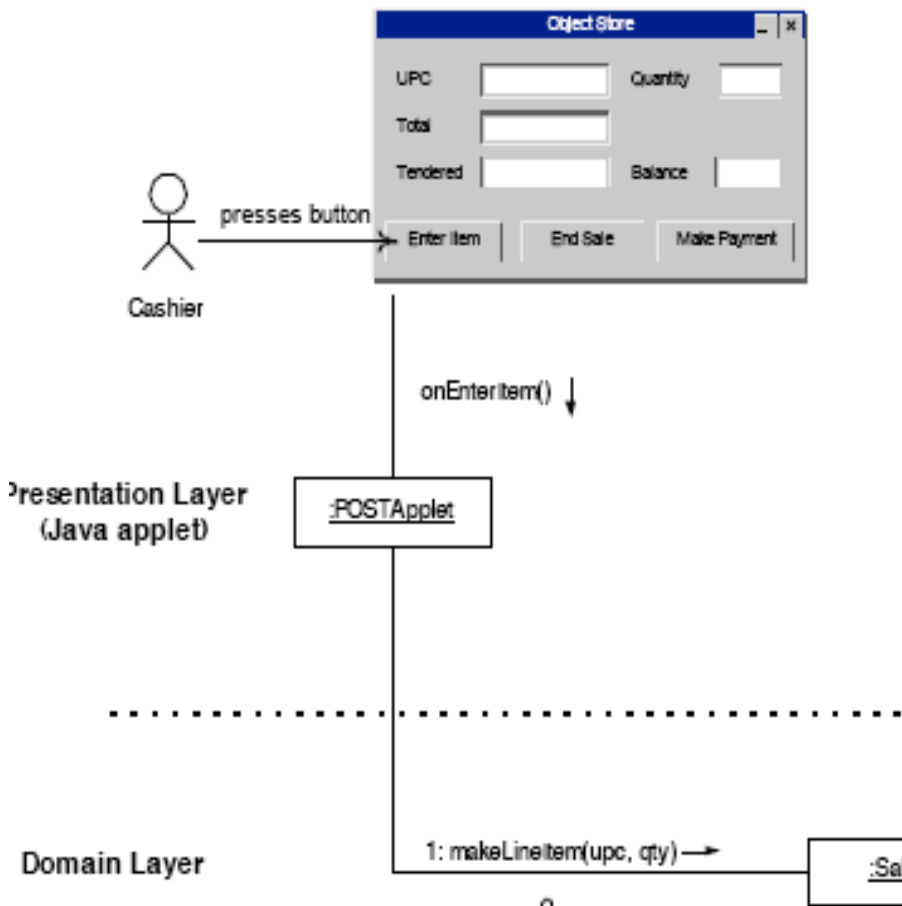 Object Store
UPC Quantity
Total
Tendered Balance
presses button
Enter Item End Sale Make Payment
Cashier
onEnterItem()
Presentation Layer
(Java applet)
:POSTApplet
1: makeLineItem(upc, qty)
Domain Layer